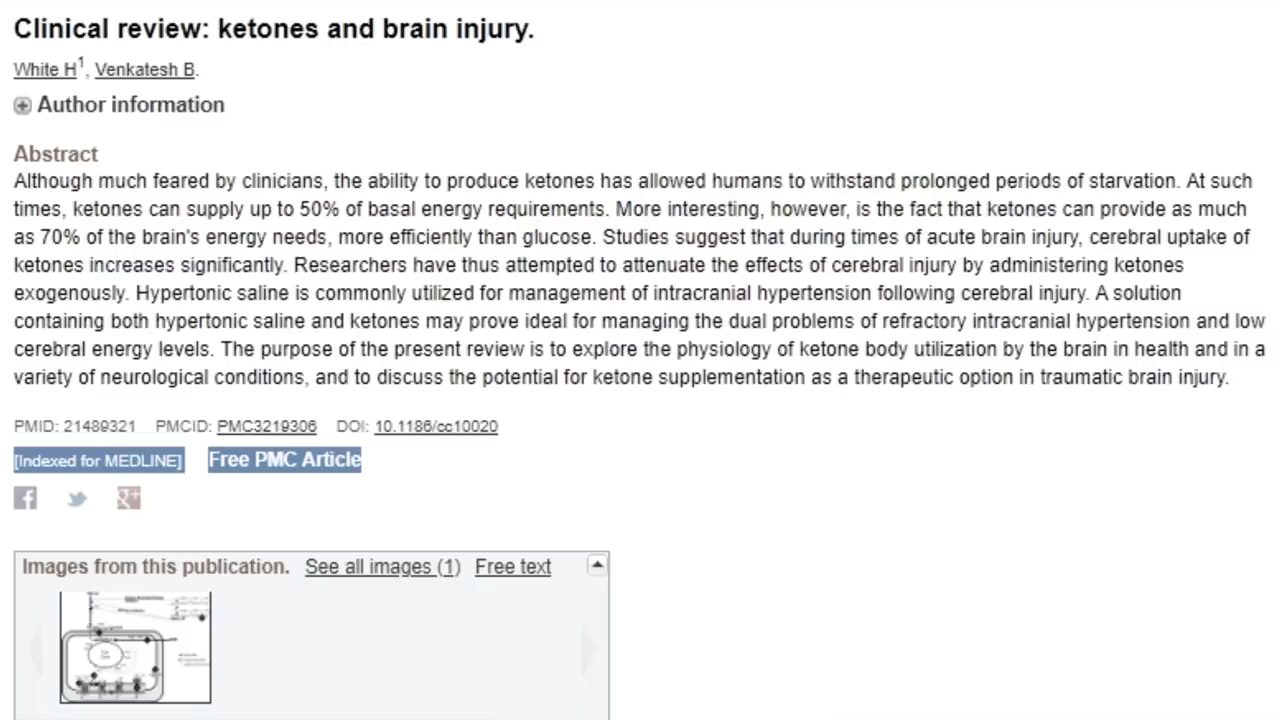 Clinical review: ketones and brain injury.
White H1, Venkatesh B.
Author information
Abstract
Although much feared by clinicians, the ability to produce ketones has allowed humans to withstand prolonged periods of starvation. At such
times, ketones can supply up to 50% of basal energy requirements. More interesting, however, is the fact that ketones can provide as much
as 70% of the brain's energy needs, more efficiently than glucose. Studies suggest that during times of acute brain injury, cerebral uptake of
ketones increases significantly. Researchers have thus attempted to attenuate the effects of cerebral injury by administering ketones
exogenously. Hypertonic saline is commonly utilized for management of intracranial hypertension following cerebral injury. A solution
containing both hypertonic saline and ketones may prove ideal for managing the dual problems of refractory intracranial hypertension and low
cerebral energy levels. The purpose of the present review is to explore the physiology of ketone body utilization by the brain in health and in a
variety of neurological conditions, and to discuss the potential for ketone supplementation as a therapeutic option in traumatic brain injury.
PMID: 21489321 PMCID: PMC3219306 DOI: 10.1186/cc10020
[Indexed for MEDLINE] Free PMC Article
Images from this publication. See all images (1) Free text